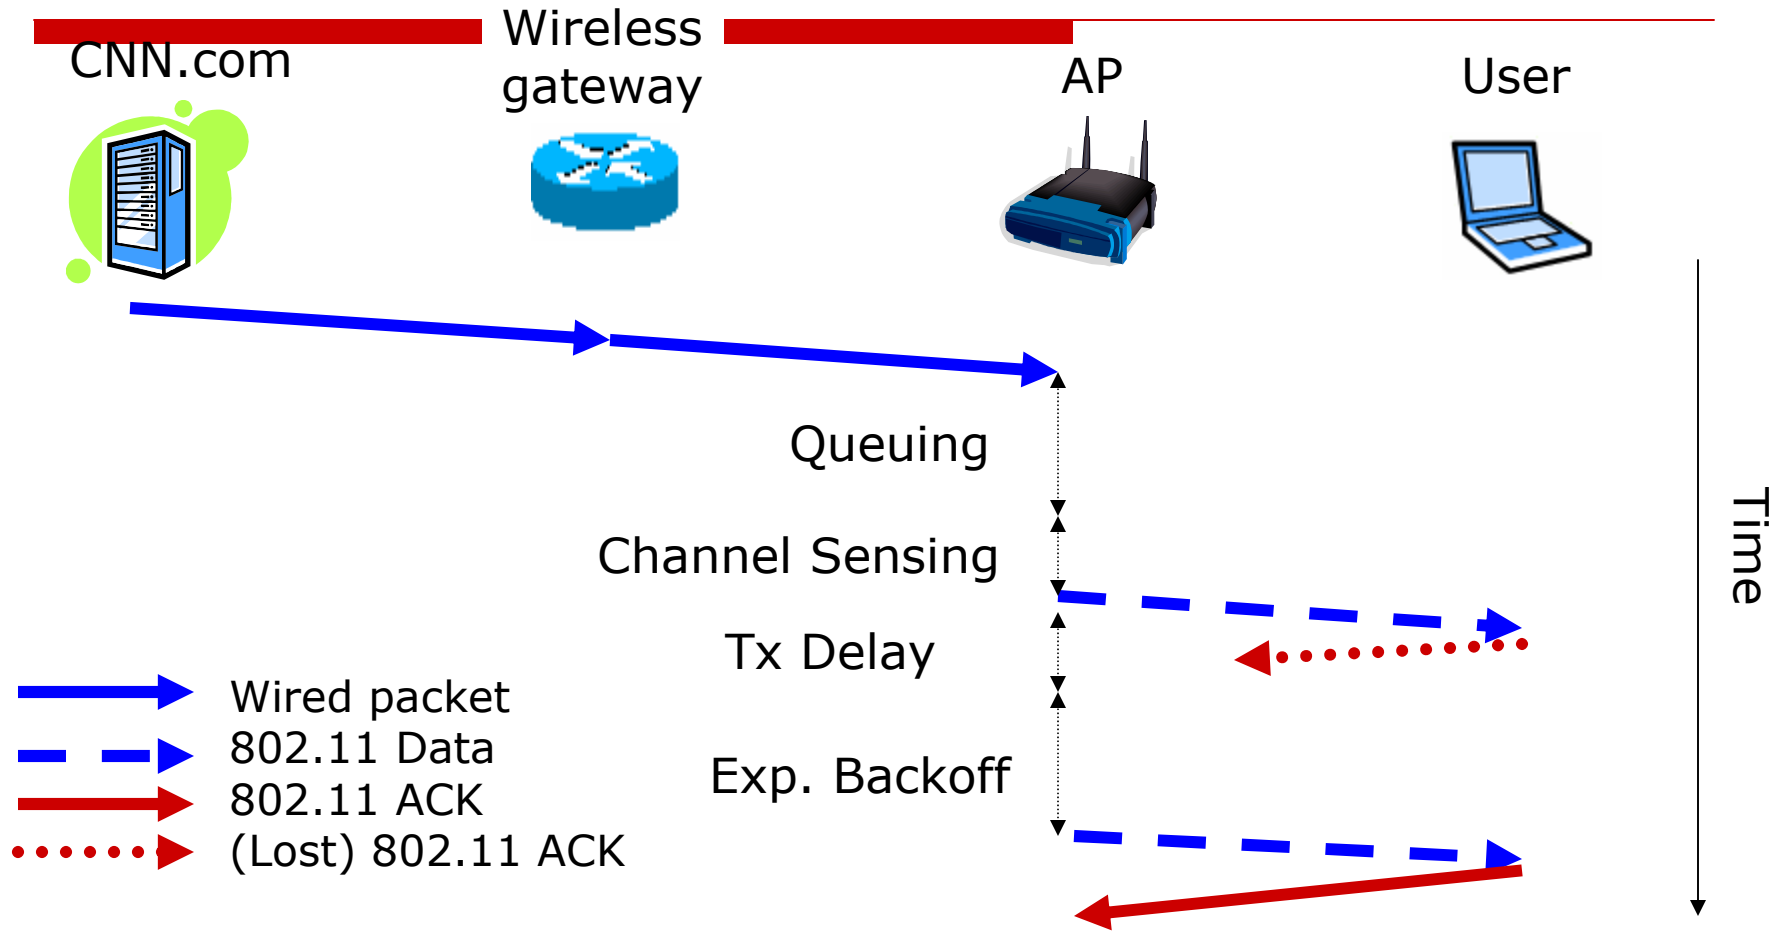 CNN.com
Wireless
gateway
AP
User
Queuing
Channel Sensing
Tx Delay
Exp. Backoff
Time
Wired packet
802.11 Data
802.11 ACK
(Lost) 802.11 ACK